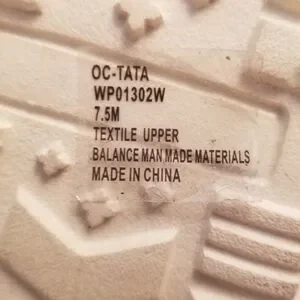 OC-TATA
WP01302W
7.5M
TEXTILE UPPER
BALANCE MAN,MADE MATERIALS
MADE IN CHINA